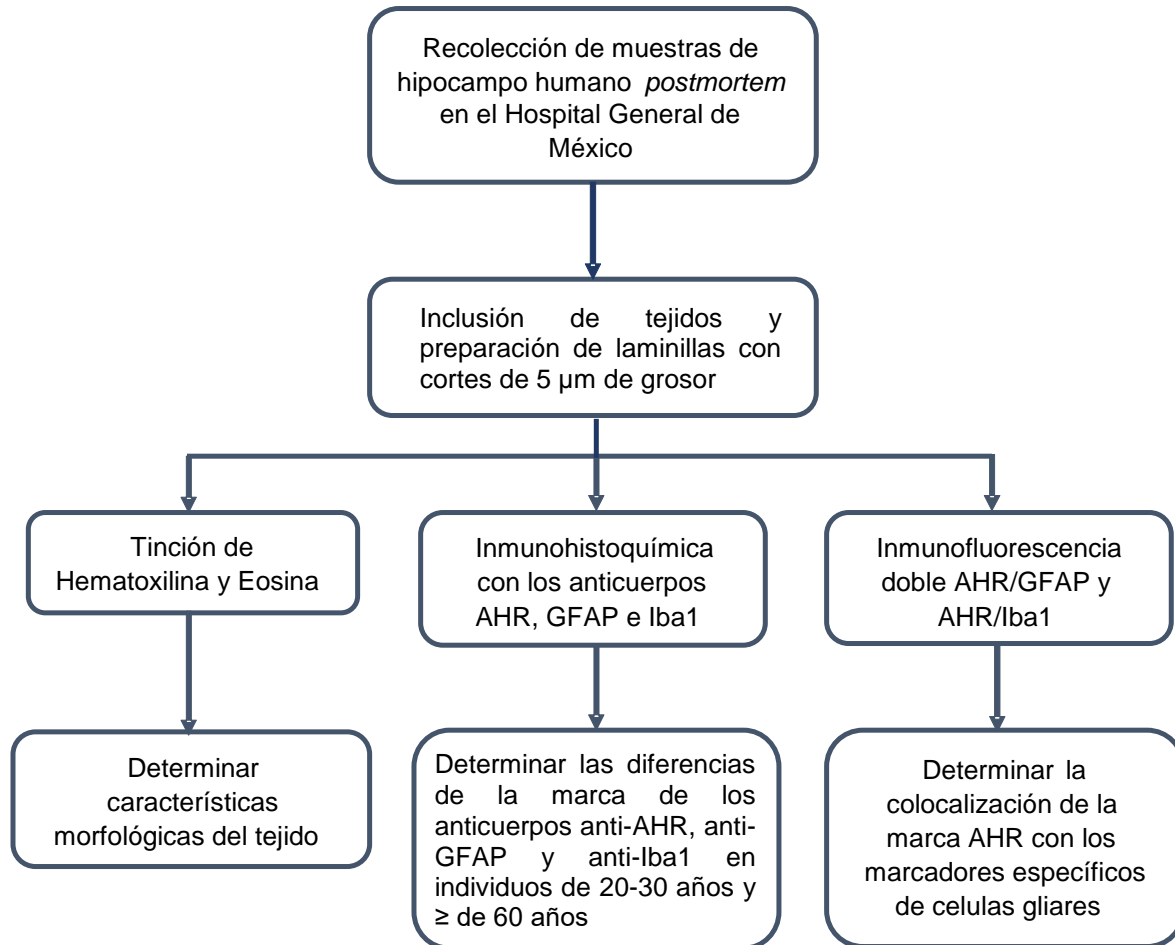 Recolección de muestras de
hipocampo humano postmortem
en el Hospital General de
México
Inclusión de tejidos y
preparación de laminillas con
cortes de 5 µm de grosor
Tinción de
Hematoxilina y Eosina
Inmunohistoquímica
con los anticuerpos
AHR, GFAP e Iba1
Inmunofluorescencia
doble AHR/GFAP y
AHR/Iba1
Determinar
características
morfológicas del tejido
Determinar las diferencias
de la marca de los
anticuerpos anti-AHR, anti-
GFAP y anti-Iba1 en
individuos de 20-30 años y
≥ de 60 años
Determinar la
colocalización de la
marca AHR con los
marcadores específicos
de celulas gliares